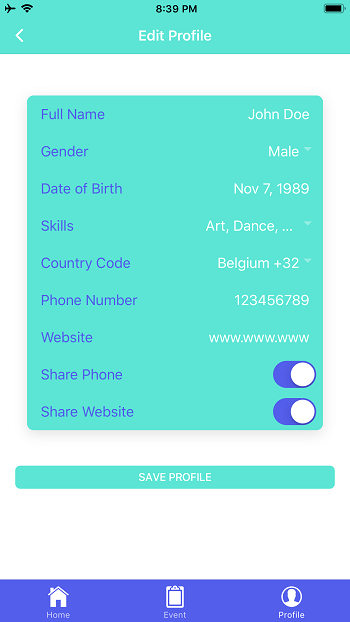 8:39 PM
Edit Profile
Full Name John Doe
Gender Male
Date of Birth Nov 7, 1989
Skills Art, Dance, ...
Country Code Belgium +32
Phone Number 123456789
Website www.www.www
Share Phone
Share Website
SAVE PROFILE
Home Event Profile